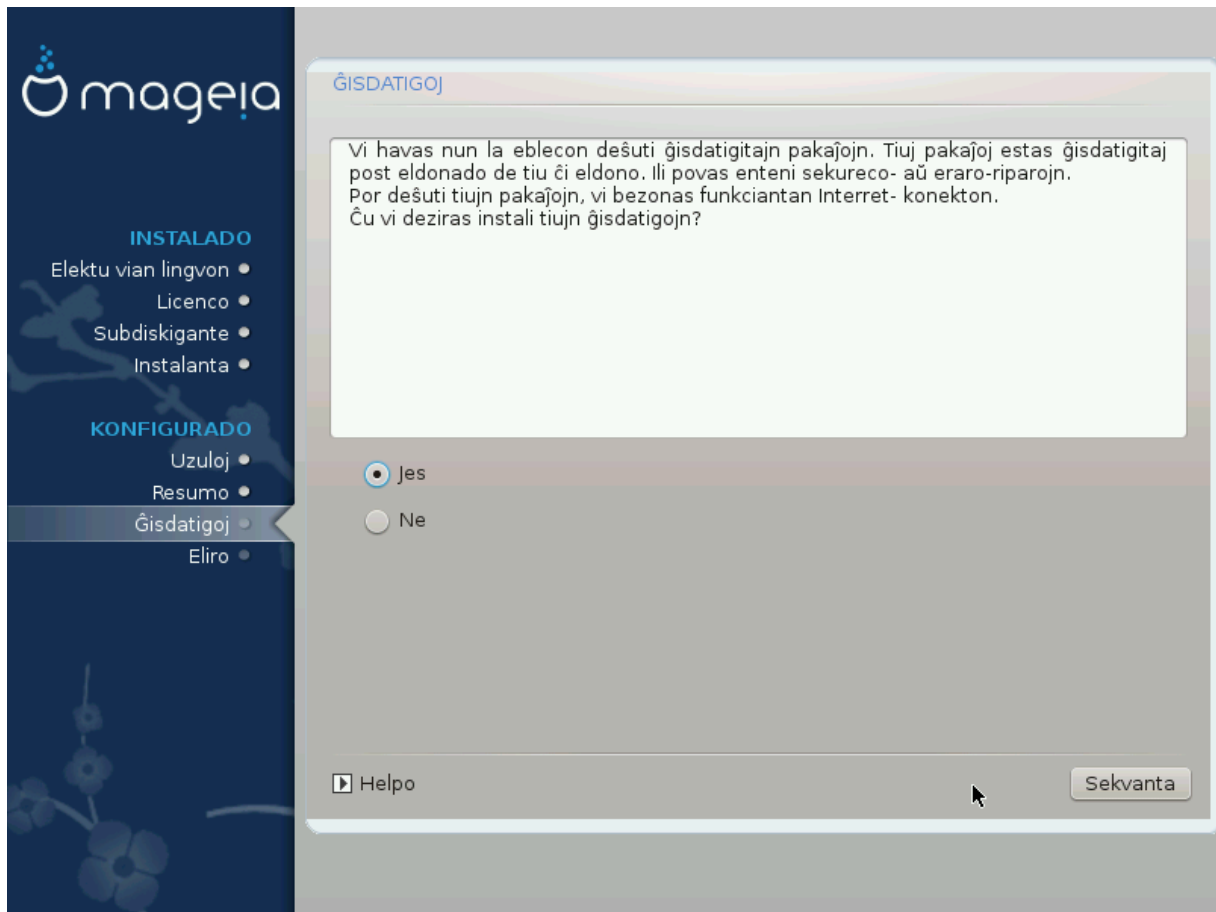 mageia
INSTALADO
Elektu vian lingvon
Licenco
Subdiskigante
Instalanta
KONFIGURADO
Uzuloj
Resumo
Ĝisdatigoj
Eliro
ĜISDATIGOJ
Vi havas nun la eblecon deŝuti ĝisdatigitajn pakaĵojn. Tiuj pakaĵoj estas ĝisdatigitaj
post eldonado de tiu ĉi eldono. Ili povas enteni sekureco- aŭ eraro-riparojn.
Por deŝuti tiujn pakaĵojn, vi bezonas funkciantan Interret- konekton.
Ĉu vi deziras instali tiujn ĝisdatigojn?
Jes
Ne
Helpo
Sekvanta